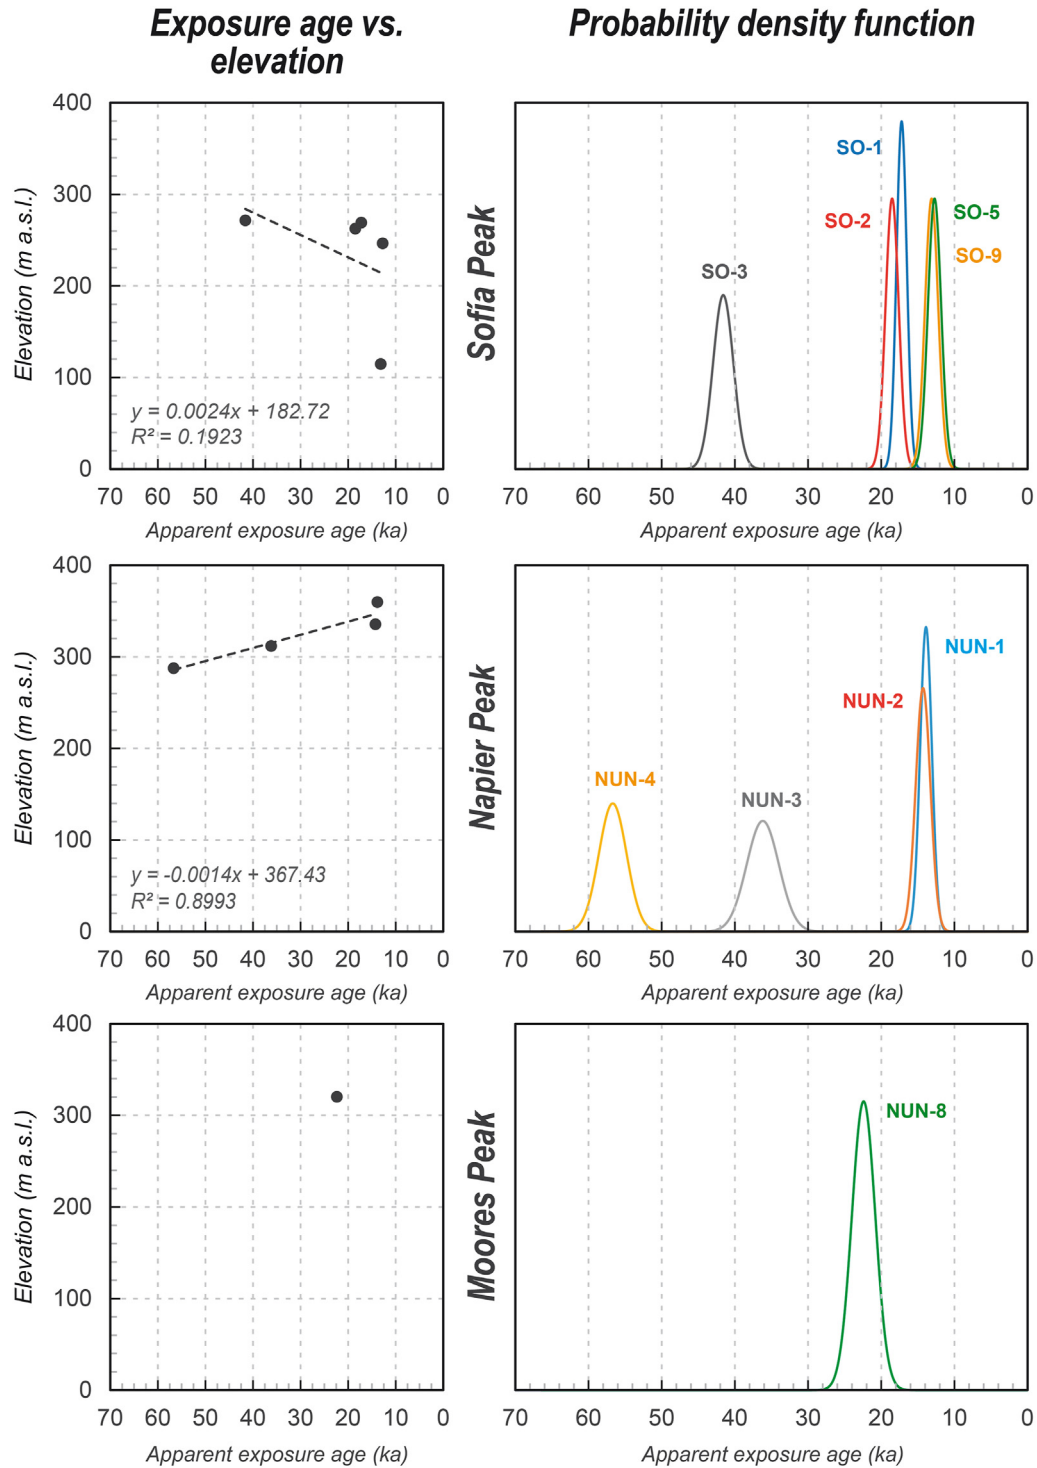 Exposure age vs.
elevation
Probability density function
400
300
200
100
0
Elevation (m a.s.l.)
y = 0.0024x + 182.72
R² = 0.1923
70 60 50 40 30 20 10 0
Apparent exposure age (ka)
Sofía Peak
SO-1
SO-2
SO-5
SO-9
SO-3
70 60 50 40 30 20 10 0
Apparent exposure age (ka)
400
300
200
100
0
Elevation (m a.s.l.)
y = -0.0014x + 367.43
R² = 0.8993
70 60 50 40 30 20 10 0
Apparent exposure age (ka)
Napier Peak
NUN-1
NUN-2
NUN-4
NUN-3
70 60 50 40 30 20 10 0
Apparent exposure age (ka)
400
300
200
100
0
Elevation (m a.s.l.)
70 60 50 40 30 20 10 0
Apparent exposure age (ka)
Moores Peak
NUN-8
70 60 50 40 30 20 10 0
Apparent exposure age (ka)